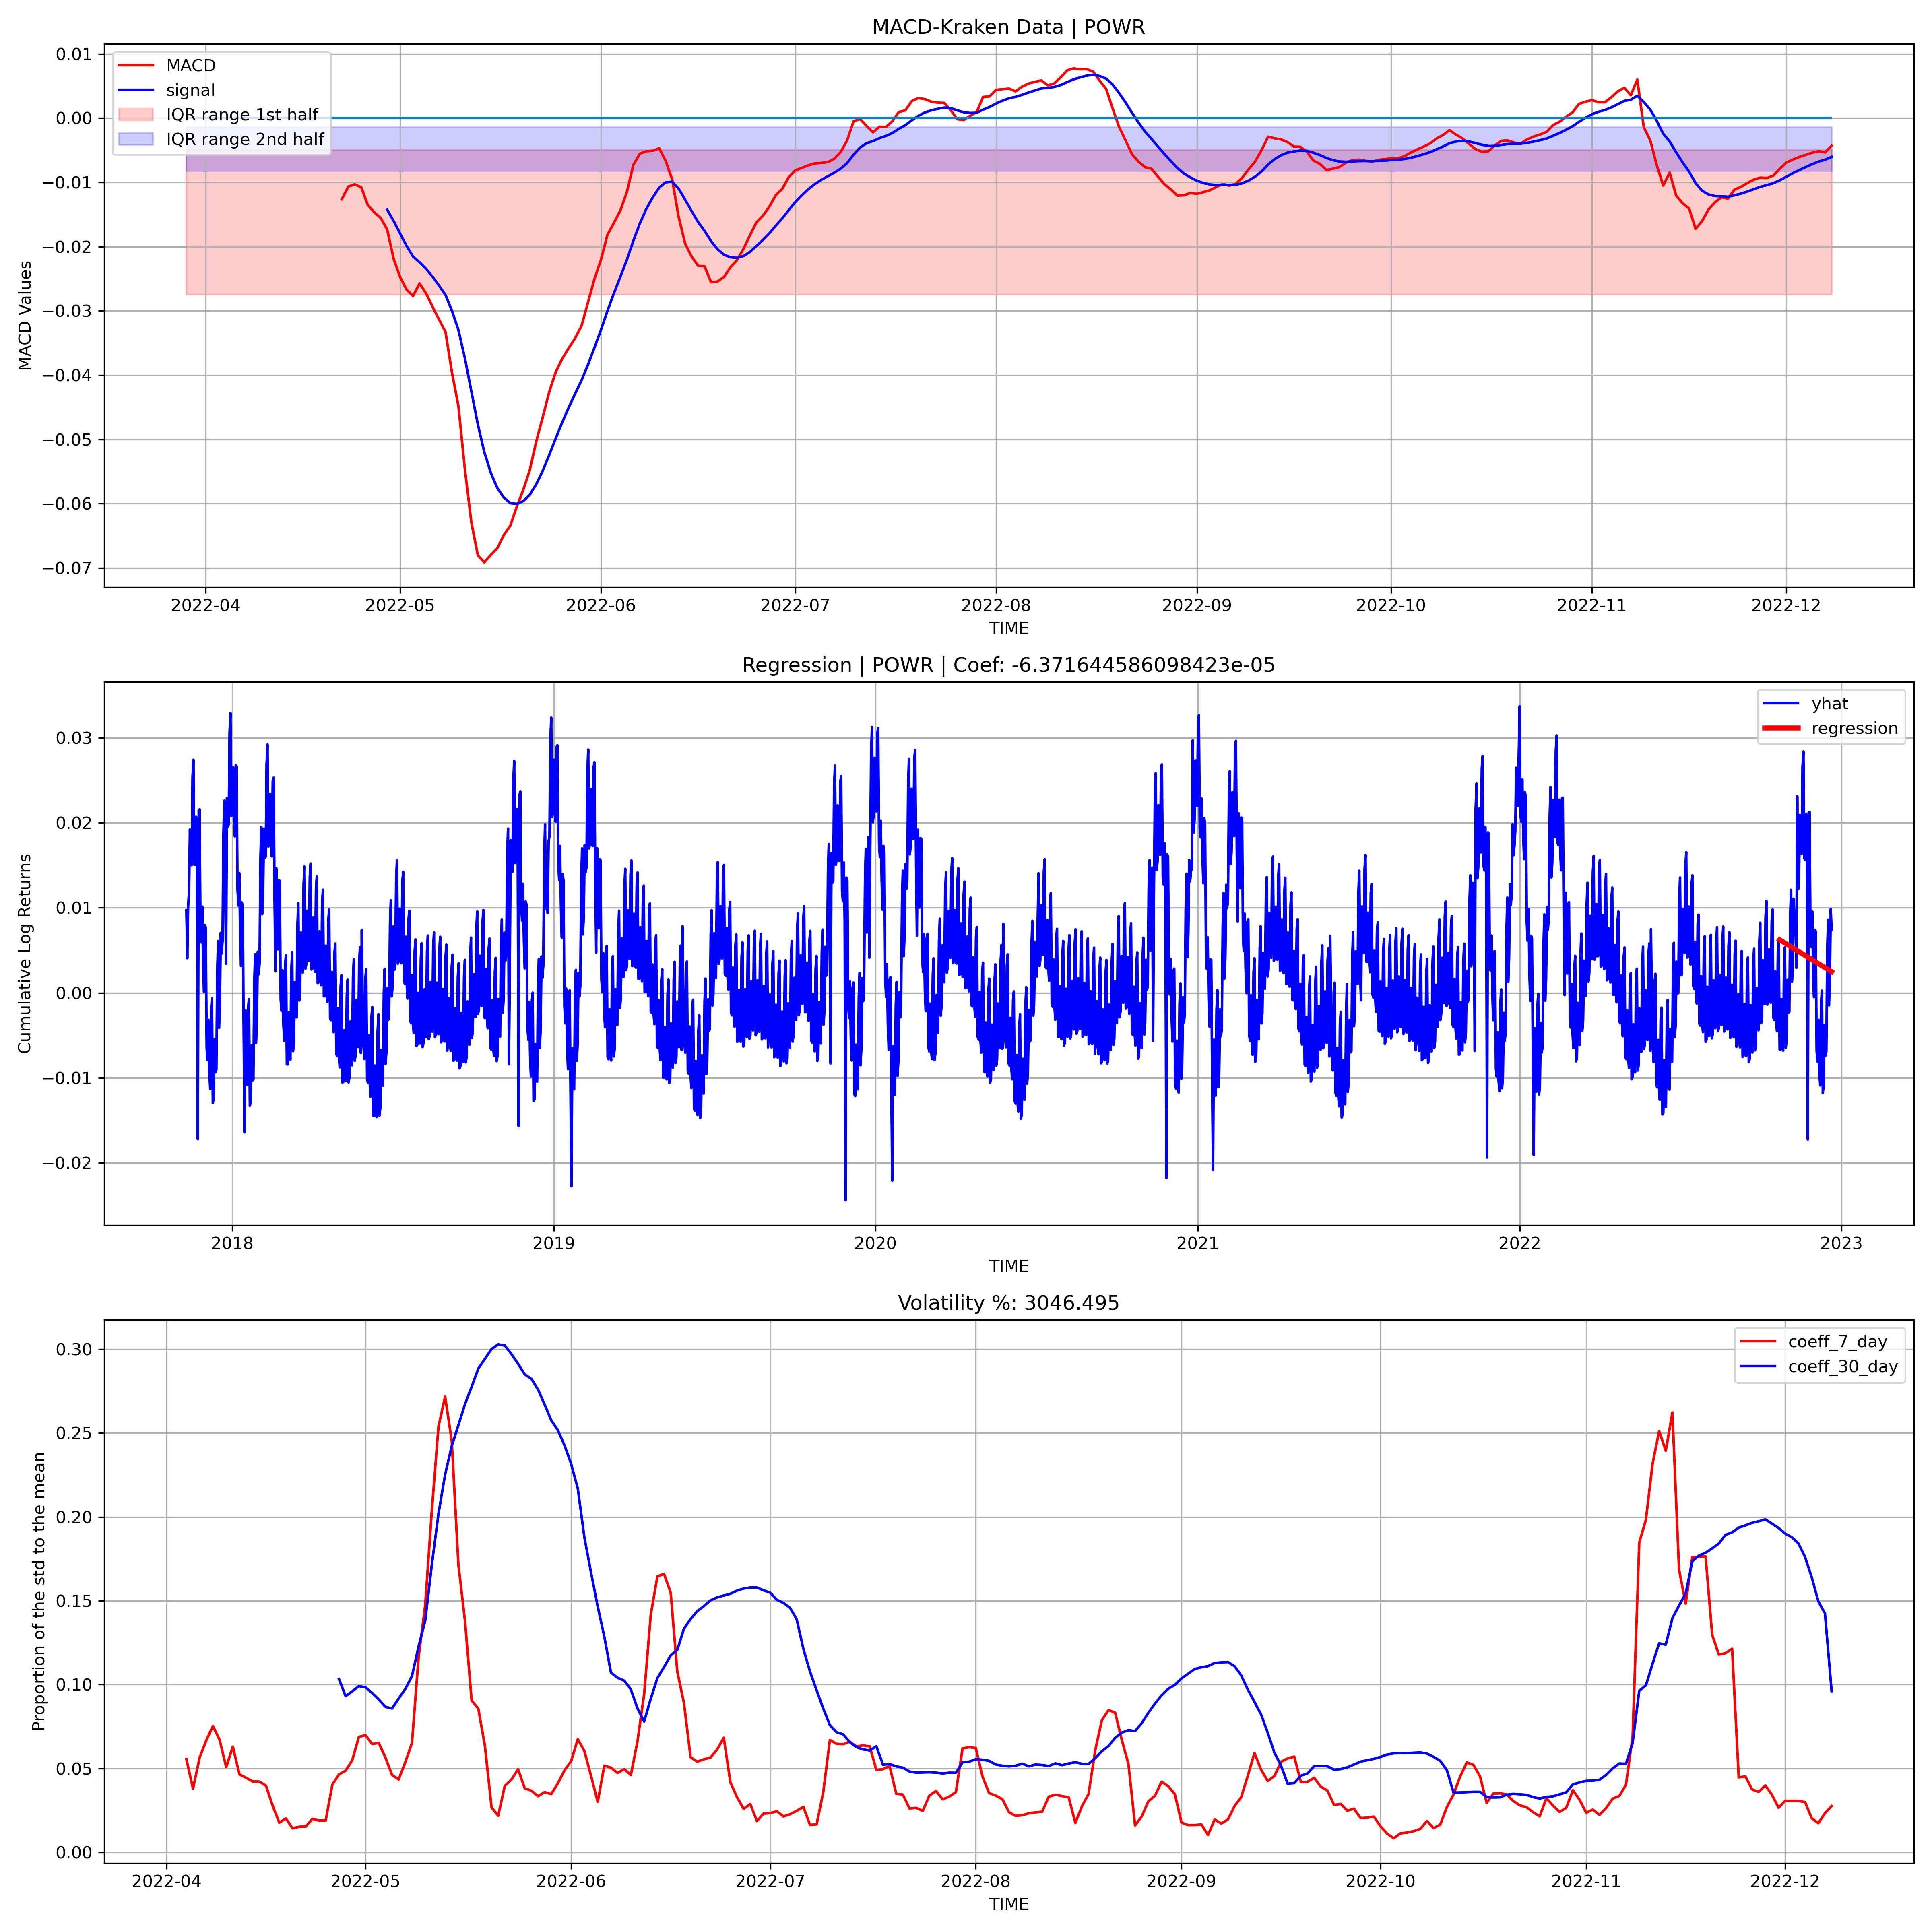 MACD-Kraken Data | POWR
MACD
signal
IQR range 1st half
IQR range 2nd half
0.01
0.00
−0.01
−0.02
−0.03
−0.04
−0.05
−0.06
−0.07
MACD Values
2022-04 2022-05 2022-06 2022-07 2022-08 2022-09 2022-10 2022-11 2022-12
TIME
Regression | POWR | Coef: -6.371644586098423e-05
yhat
regression
0.03
0.02
0.01
0.00
−0.01
−0.02
Cumulative Log Returns
2018 2019 2020 2021 2022 2023
TIME
Volatility %: 3046.495
coeff_7_day
coeff_30_day
0.30
0.25
0.20
0.15
0.10
0.05
0.00
Proportion of the std to the mean
2022-04 2022-05 2022-06 2022-07 2022-08 2022-09 2022-10 2022-11 2022-12
TIME